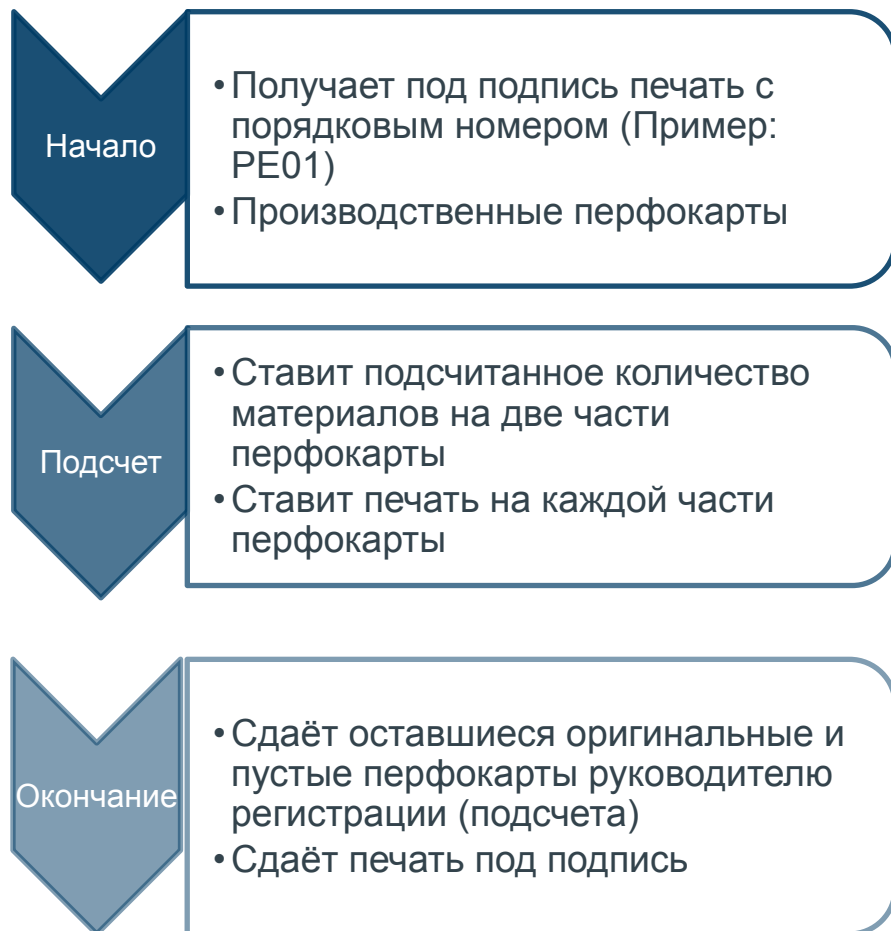 Начало
• Получает под подпись печать с
порядковым номером (Пример:
PE01)
• Производственные перфокарты
Подсчет
• Ставит подсчитанное количество
материалов на две части
перфокарты
• Ставит печать на каждой части
перфокарты
Окончание
• Сдаёт оставшиеся оригинальные и
пустые перфокарты руководителю
регистрации (подсчета)
• Сдаёт печать под подпись